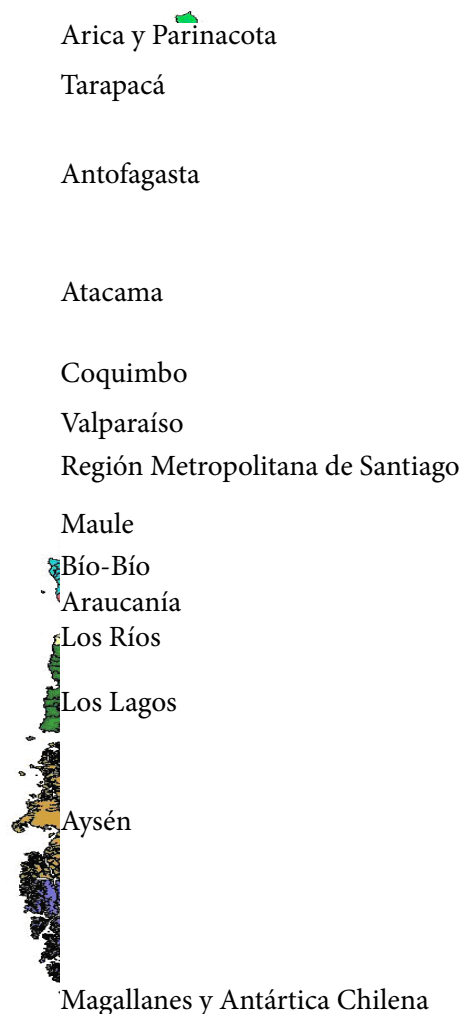 Arica y Parinacota
Tarapacá
Antofagasta
Atacama
Coquimbo
Valparaíso
Región Metropolitana de Santiago
Maule
Bío-Bío
Araucanía
Los Ríos
Los Lagos
Aysén
Magallanes y Antártica Chilena